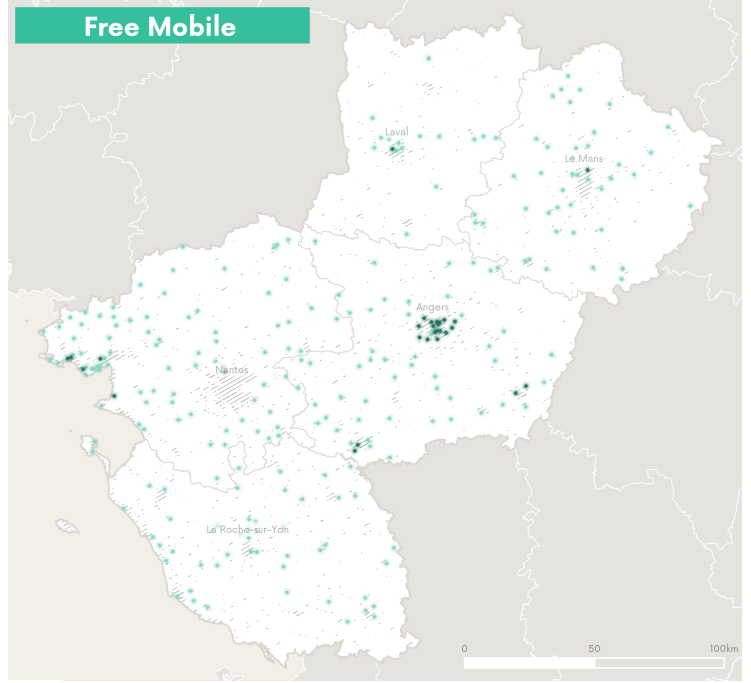 Free Mobile
Laval
Le Mans
Angers
Nantes
La Roche-sur-Yon
0 50 100km